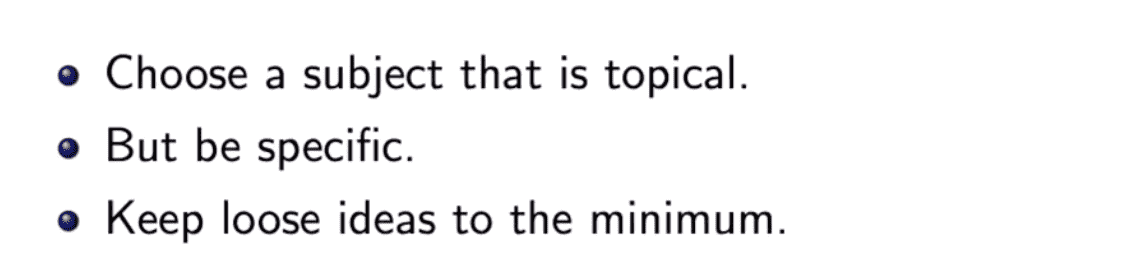 Choose a subject that is topical.
But be specific.
Keep loose ideas to the minimum.